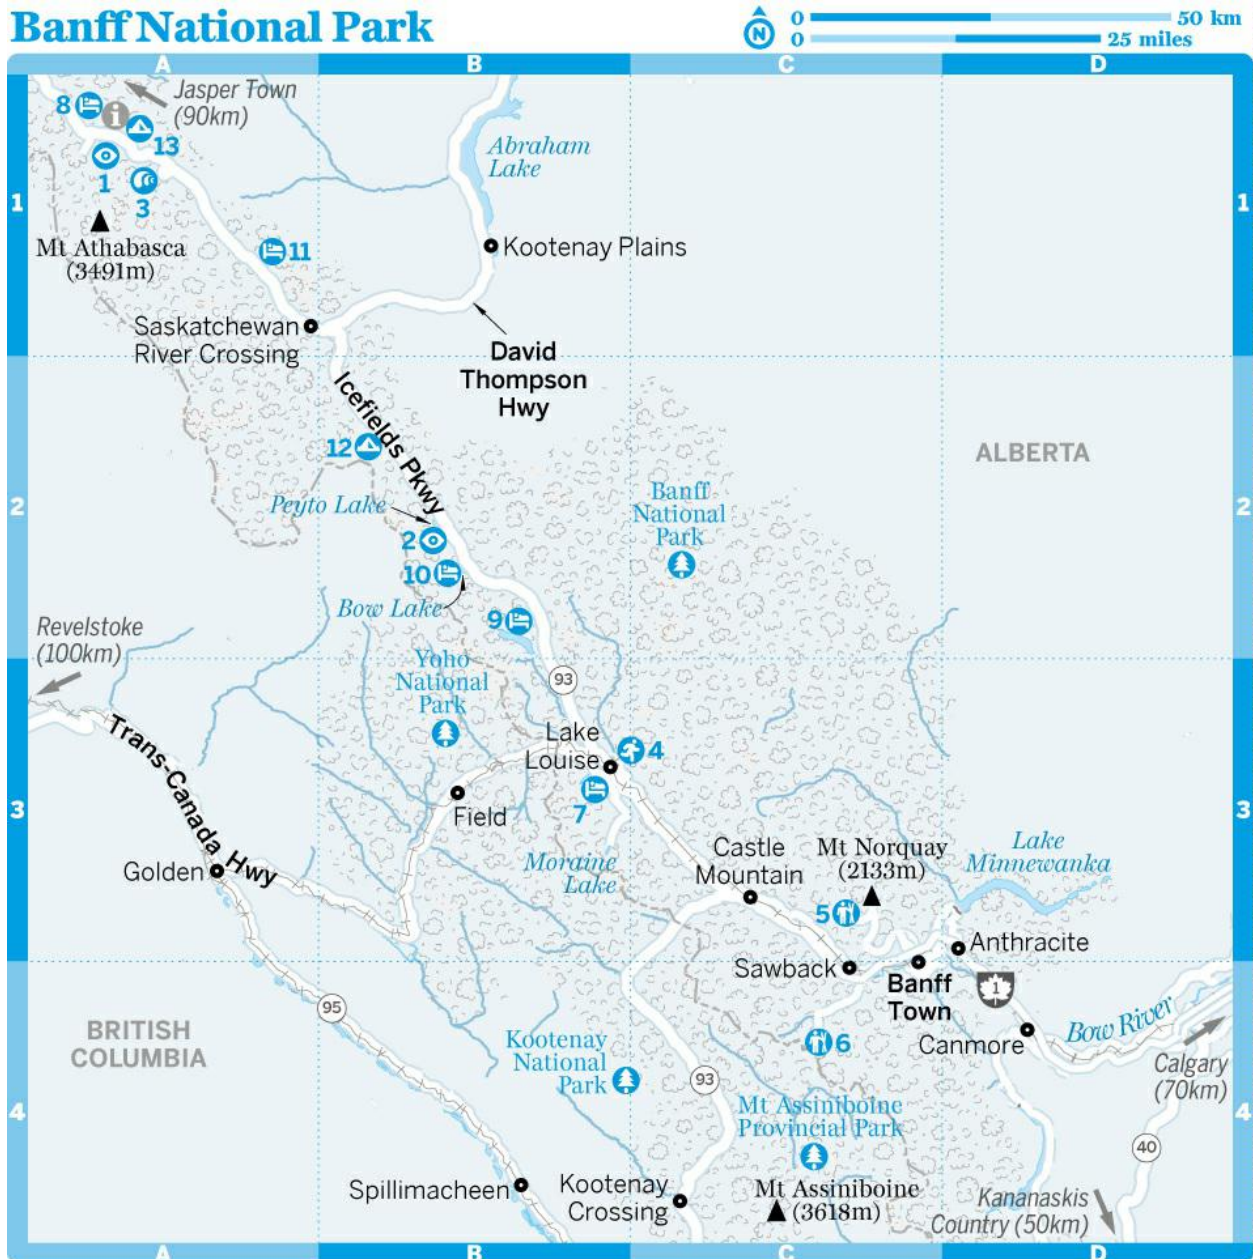 Banff National Park
N
0 50 km
0 25 miles
A B C D
Jasper Town
(90km)
8
i
13
1
3
Abraham
Lake
1 1
Mt Athabasca
(3491m)
11
Kootenay Plains
Saskatchewan
River Crossing
David
Thompson
Hwy
Icefields Pkwy
12
ALBERTA
Peyto Lake
Banff
National
Park
2 2
2
10
Bow Lake
9
Revelstoke
(100km)
Yoho
National
Park
93
Trans-Canada Hwy
Lake
Louise
4
7
Field
3 3
Golden
Moraine
Lake
Castle
Mountain
Mt Norquay
(2133m)
Lake
Minnewanka
5
Anthracite
Sawback
Banff
Town
1
95
BRITISH
COLUMBIA
Kootenay
National
Park
6
Canmore
Bow River
Calgary
(70km)
93
4 4
Mt Assiniboine
Provincial Park
40
Spillimacheen
Kootenay
Crossing
Mt Assiniboine
(3618m)
Kananaskis
Country (50km)
A B C D